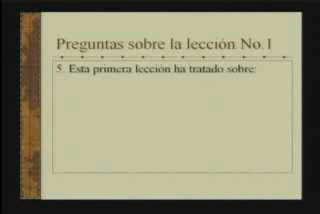 Preguntas sobre la lección No.1
5. Esta primera lección ha tratado sobre: